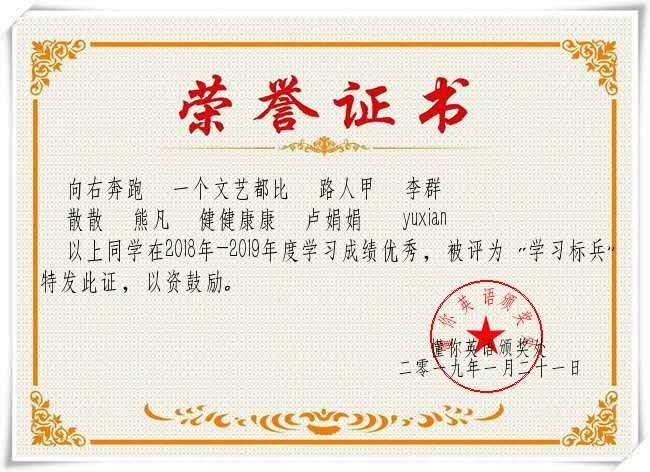 荣誉证书
向右奔跑 一个文艺都比 路人甲 李群
散散 熊凡 健健康康 卢娟娟 yuxian
以上同学在2018年-2019年度学习成绩优秀，被评为“学习标兵”
特发此证，以资鼓励。
懂你英语颁奖处
懂你英语颁奖处
二零一九年一月二十一日